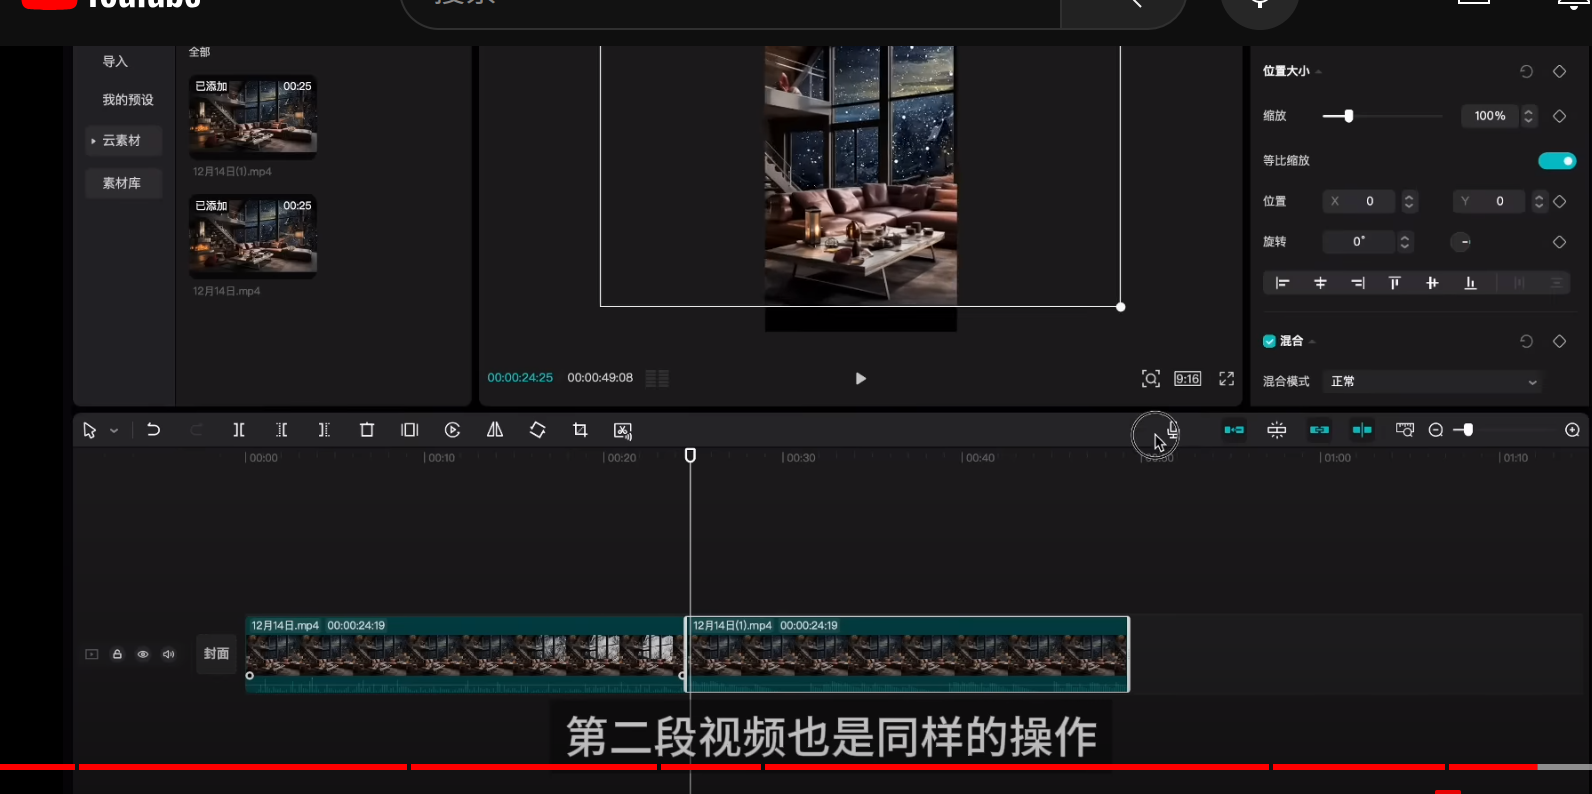 YouTube
搜索
全部
导入
我的预设
云素材
素材库
已添加 00:25
12月14日(1).mp4
已添加 00:25
12月14日.mp4
00:00:24:25 00:00:49:08
9:16
位置大小
缩放 100%
等比缩放
位置 X 0 Y 0
旋转 0°
混合
混合模式 正常
00:00 00:10 00:20 00:30 00:40 01:00 01:10
封面
12月14日.mp4 00:00:24:19
12月14日(1).mp4 00:00:24:19
第二段视频也是同样的操作